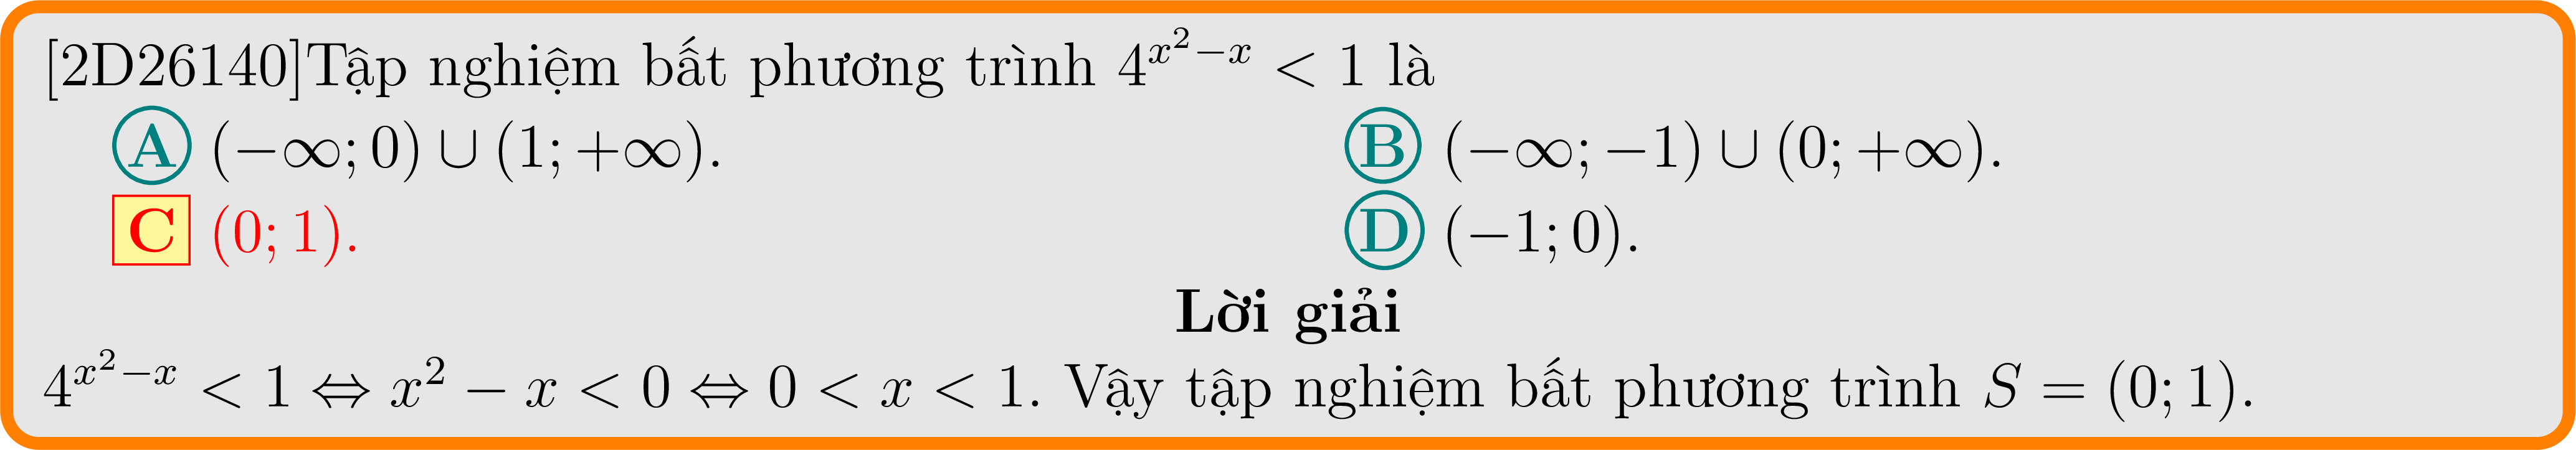 [2D26140]Tập nghiệm bất phương trình $4^{x^2-x} < 1$ là
A $(-\infty; 0) \cup (1; +\infty)$. B $(-\infty; -1) \cup (0; +\infty)$.
C $(0; 1)$. D $(-1; 0)$.
Lời giải
$4^{x^2-x} < 1 \Leftrightarrow x^2 - x < 0 \Leftrightarrow 0 < x < 1$. Vậy tập nghiệm bất phương trình $S = (0; 1)$.